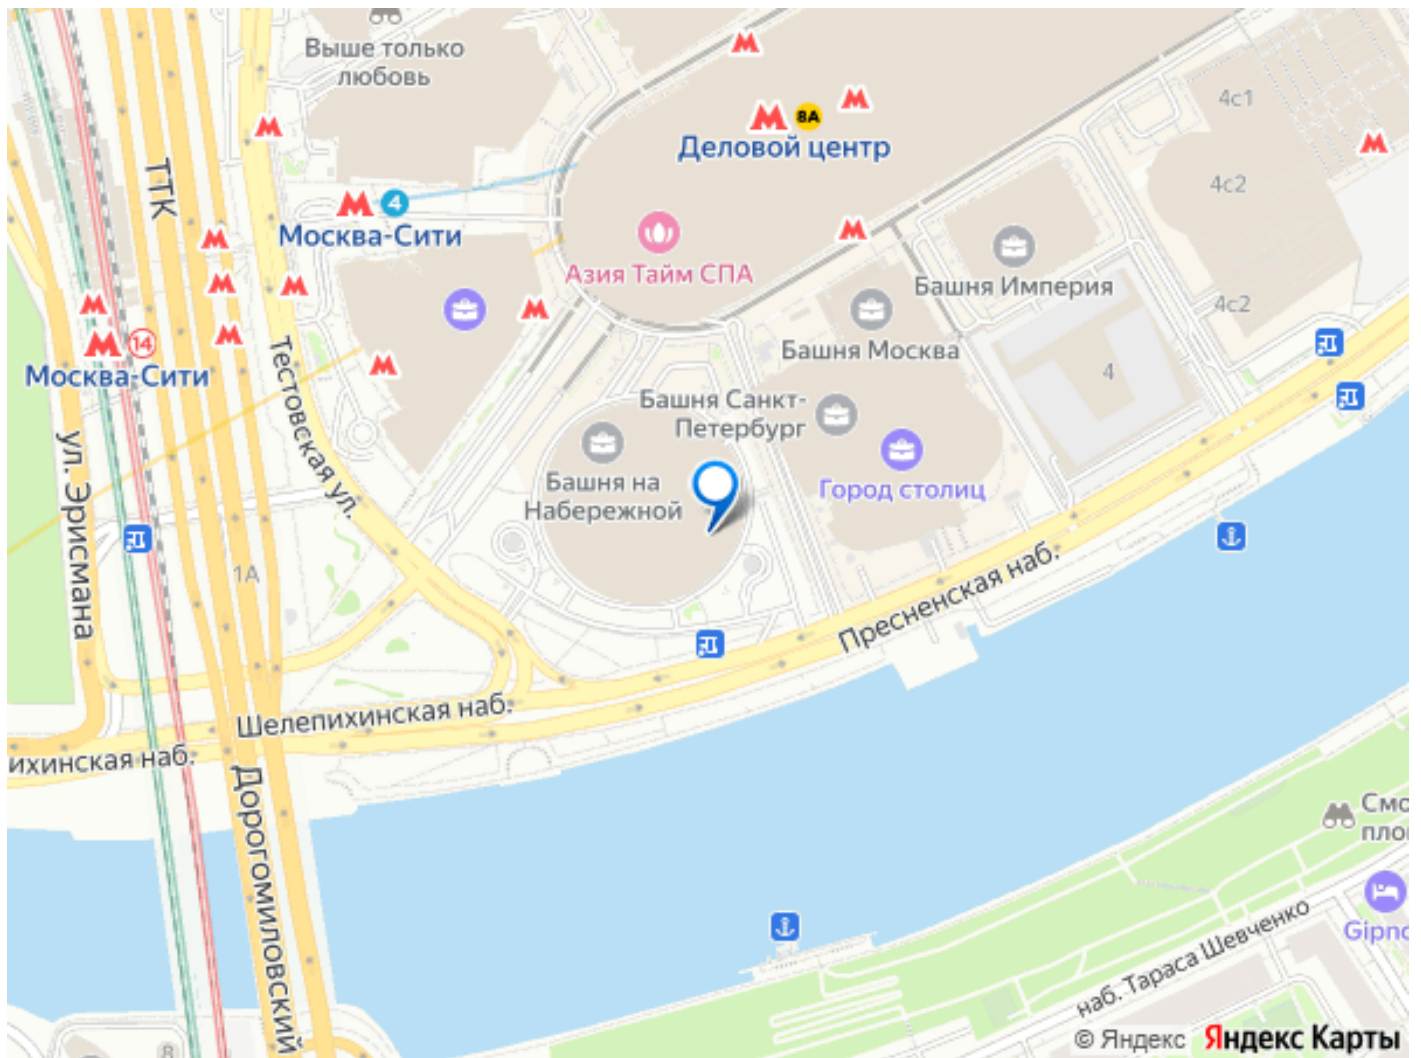 Выше только
любовь
4с1
8А
Деловой центр
ТТК
4с2
4
Москва-Сити
Азия Тайм СПА
Башня Империя
4с2
14
Москва-Сити
Башня Москва
4
Тестовская ул.
Башня Санкт-
Петербург
ул. Эрисмана
Башня на
Набережной
Город столиц
1А
Пресненская наб.
Шелепихинская наб.
ихинская наб.
Дорогомиловский
Смо
пло
Gipno
наб. Тараса Шевченко
8
© Яндекс Яндекс Карты